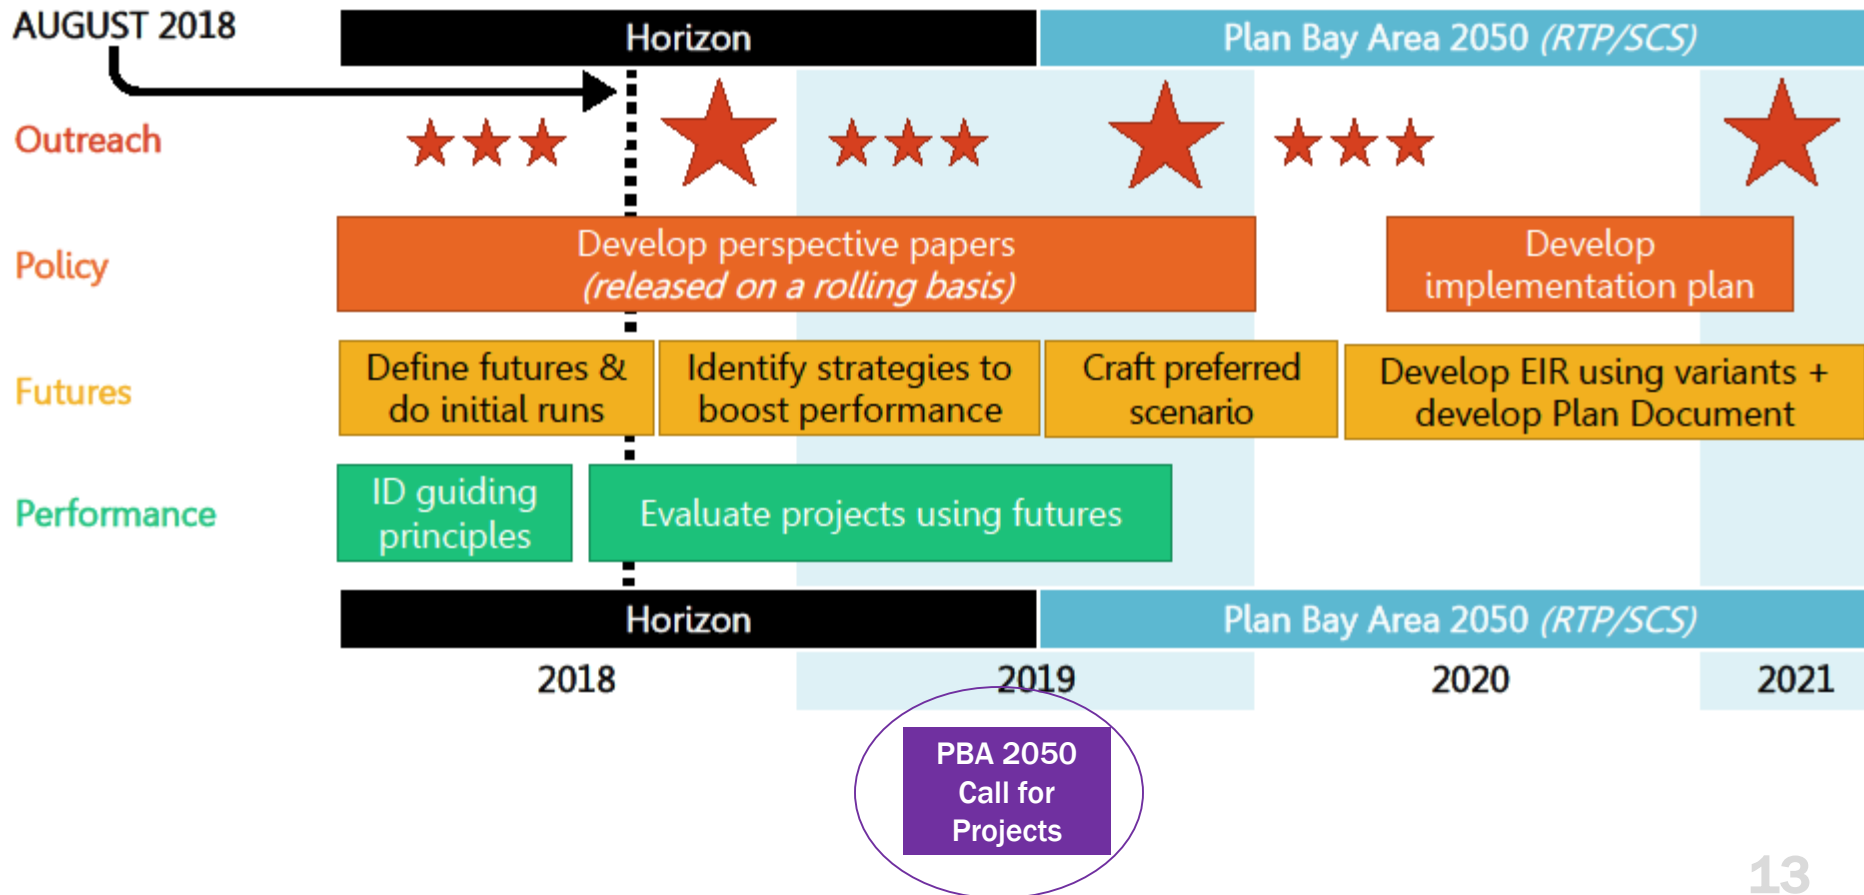 AUGUST 2018
Horizon
Plan Bay Area 2050 (RTP/SCS)
Outreach
Policy
Develop perspective papers
(released on a rolling basis)
Develop
implementation plan
Futures
Define futures &
do initial runs
Identify strategies to
boost performance
Craft preferred
scenario
Develop EIR using variants +
develop Plan Document
Performance
ID guiding
principles
Evaluate projects using futures
Horizon
Plan Bay Area 2050 (RTP/SCS)
2018
2019
2020
2021
PBA 2050
Call for
Projects
13